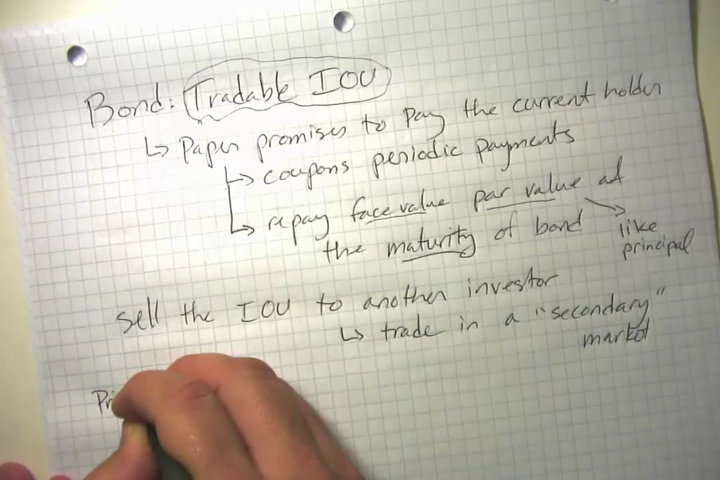 Bond: Tradable IOU
↳ Paper promises to pay the current holder
↳ coupons periodic payments
↳ repay face value par value at
the maturity of bond
like
principal
sell the IOU to another investor
↳ trade in a "secondary"
market
Pri